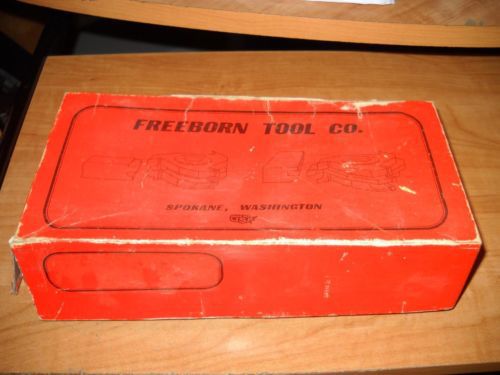 FREEBORN TOOL CO.
SPOKANE, WASHINGTON